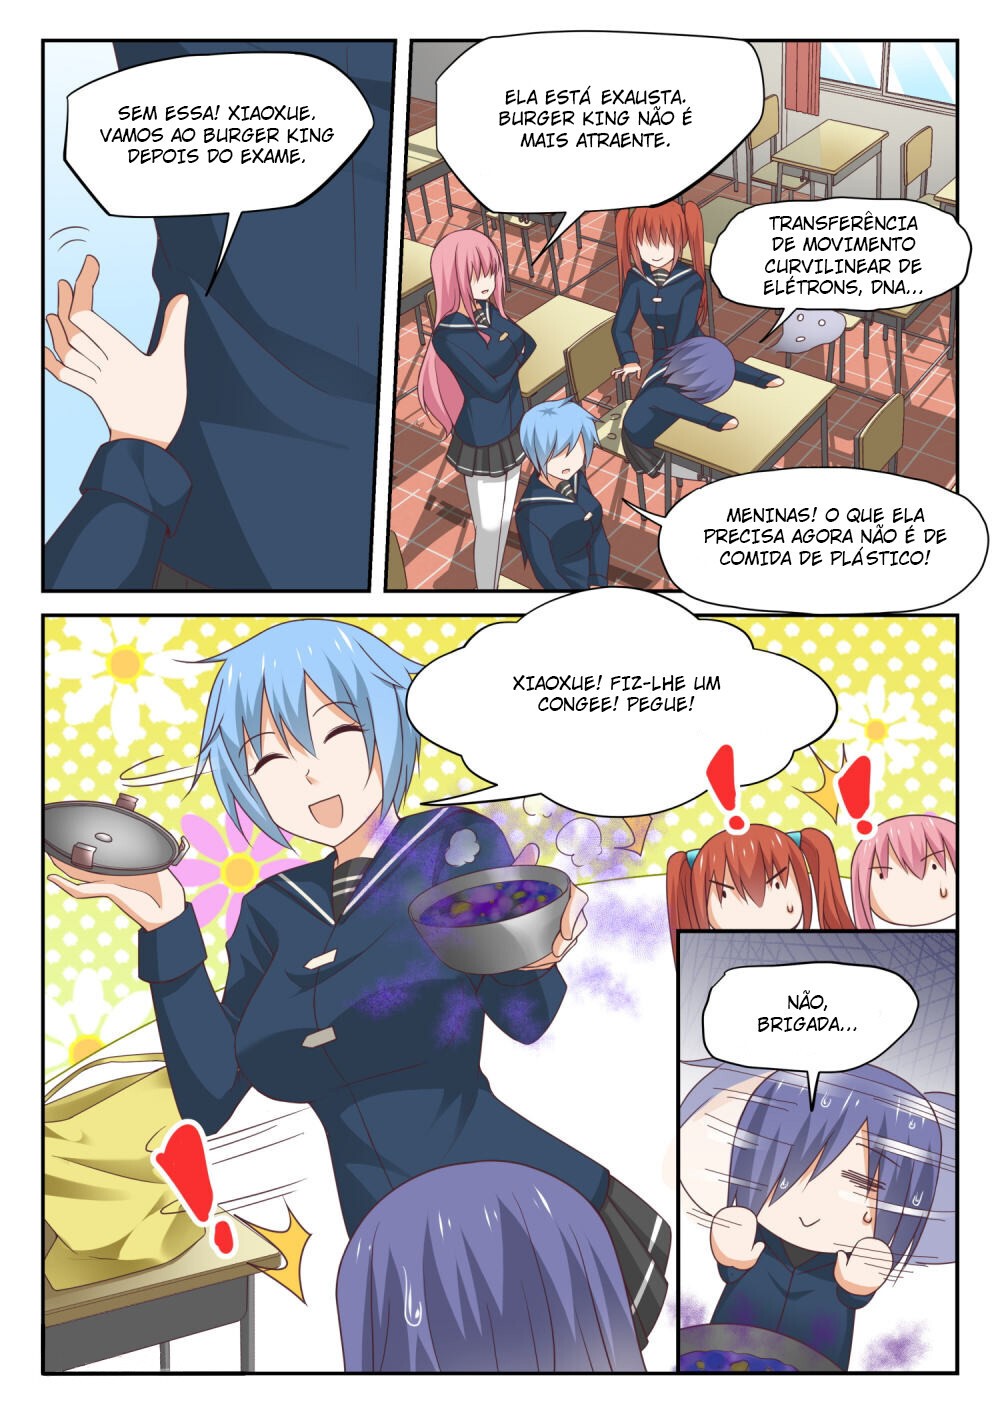 SEM ESSA! XIAOXUE.
VAMOS AO BURGER KING
DEPOIS DO EXAME.
ELA ESTÁ EXAUSTA.
BURGER KING NÃO É
MAIS ATRAENTE.
TRANSFERÊNCIA
DE MOVIMENTO
CURVILINEAR DE
ELÉTRONS, DNA...
MENINAS! O QUE ELA
PRECISA AGORA NÃO É DE
COMIDA DE PLÁSTICO!
XIAOXUE! FIZ-LHE UM
CONGEE! PEGUE!
!
!
!
NÃO,
BRIGADA...